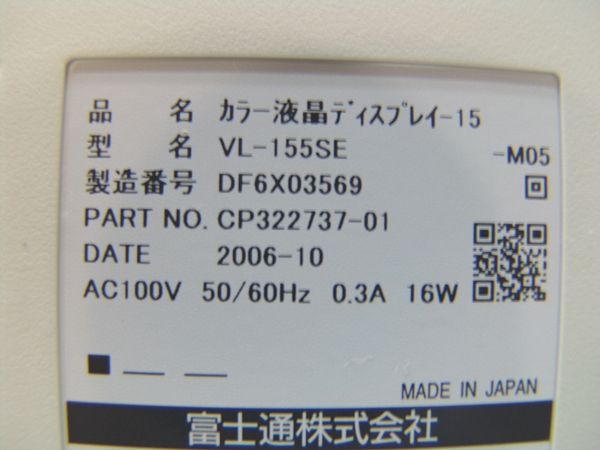 品 名 ｶﾗｰ液晶ﾃﾞｨｽﾌﾟﾚｲ-15
型 名 VL-155SE -M05
製造番号 DF6X03569
PART NO. CP322737-01
DATE 2006-10
AC100V 50/60Hz 0.3A 16W
MADE IN JAPAN
富士通株式会社